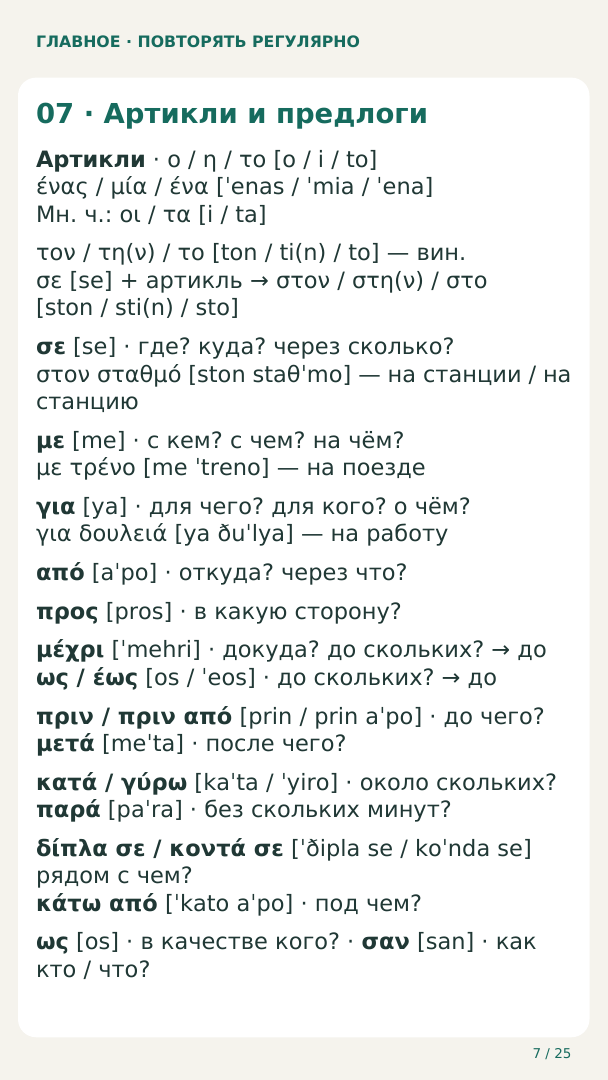 ГЛАВНОЕ · ПОВТОРЯТЬ РЕГУЛЯРНО
07 · Артикли и предлоги
Артикли · ο / η / το [o / i / to]
ένας / μία / ένα [ˈenas / ˈmia / ˈena]
Мн. ч.: οι / τα [i / ta]
τον / τη(ν) / το [ton / ti(n) / to] — вин.
σε [se] + артикль → στον / στη(ν) / στο
[ston / sti(n) / sto]
σε [se] · где? куда? через сколько?
στον σταθμό [ston staθˈmo] — на станции / на
станцию
με [me] · с кем? с чем? на чём?
με τρένο [me ˈtreno] — на поезде
για [ya] · для чего? для кого? о чём?
για δουλειά [ya ðuˈlya] — на работу
από [aˈpo] · откуда? через что?
προς [pros] · в какую сторону?
μέχρι [ˈmehri] · докуда? до скольких? → до
ως / έως [os / ˈeos] · до скольких? → до
πριν / πριν από [prin / prin aˈpo] · до чего?
μετά [meˈta] · после чего?
κατά / γύρω [kaˈta / ˈyiro] · около скольких?
παρά [paˈra] · без скольких минут?
δίπλα σε / κοντά σε [ˈðipla se / koˈnda se]
рядом с чем?
κάτω από [ˈkato aˈpo] · под чем?
ως [os] · в качестве кого? · σαν [san] · как
кто / что?
7 / 25